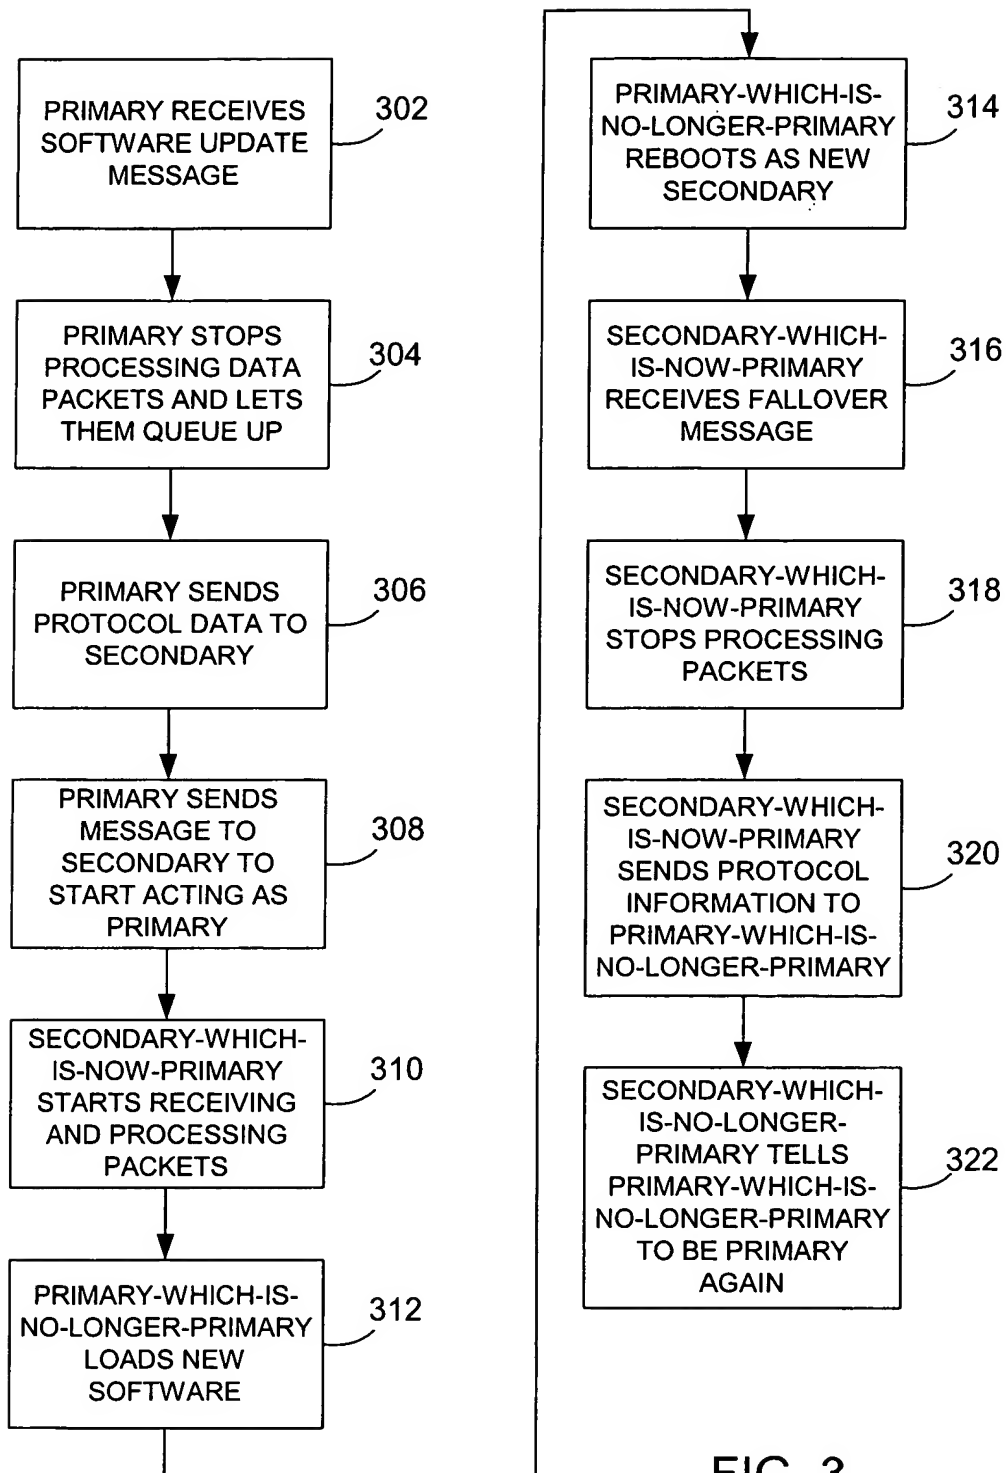 PRIMARY RECEIVES
SOFTWARE UPDATE
MESSAGE
302
PRIMARY STOPS
PROCESSING DATA
PACKETS AND LETS
THEM QUEUE UP
304
PRIMARY SENDS
PROTOCOL DATA TO
SECONDARY
306
PRIMARY SENDS
MESSAGE TO
SECONDARY TO
START ACTING AS
PRIMARY
308
SECONDARY-WHICH-
IS-NOW-PRIMARY
STARTS RECEIVING
AND PROCESSING
PACKETS
310
PRIMARY-WHICH-IS-
NO-LONGER-PRIMARY
LOADS NEW
SOFTWARE
312
PRIMARY-WHICH-IS-
NO-LONGER-PRIMARY
REBOOTS AS NEW
SECONDARY
314
SECONDARY-WHICH-
IS-NOW-PRIMARY
RECEIVES FALLOVER
MESSAGE
316
SECONDARY-WHICH-
IS-NOW-PRIMARY
STOPS PROCESSING
PACKETS
318
SECONDARY-WHICH-
IS-NOW-PRIMARY
SENDS PROTOCOL
INFORMATION TO
PRIMARY-WHICH-IS-
NO-LONGER-PRIMARY
320
SECONDARY-WHICH-
IS-NO-LONGER-
PRIMARY TELLS
PRIMARY-WHICH-IS-
NO-LONGER-PRIMARY
TO BE PRIMARY
AGAIN
322
FIG. 3